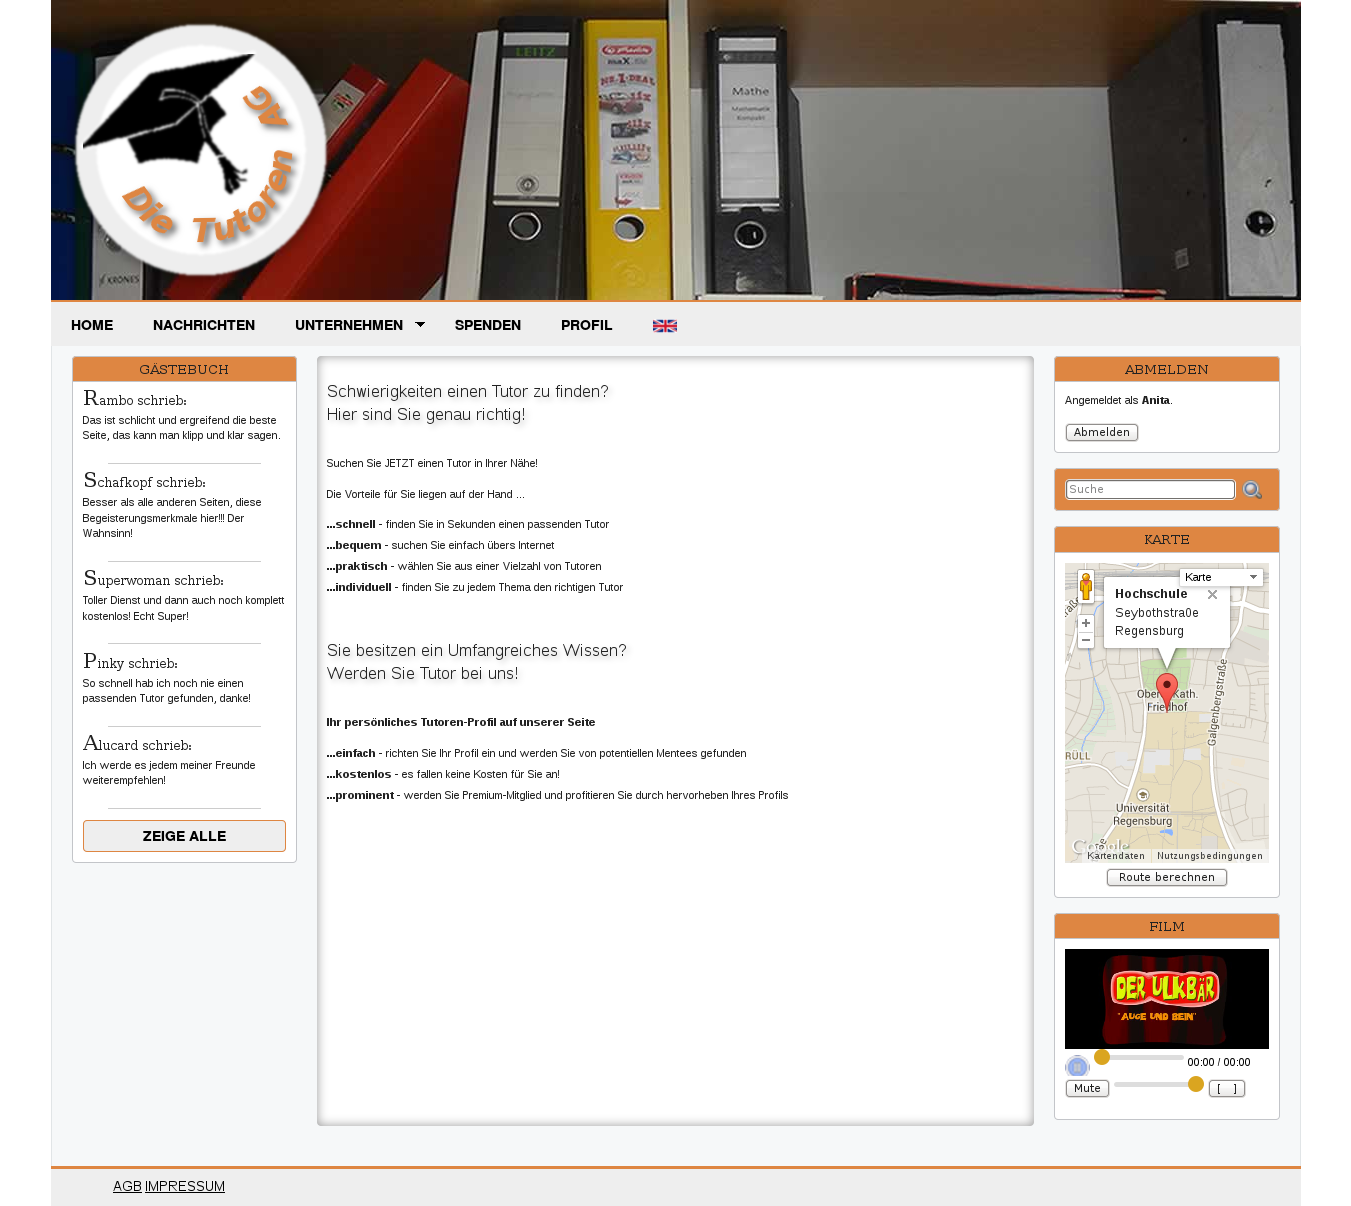 Die Tutoren AG
LEITZ
maX.file
NR.1-DEAL
Mathe
Mathematik
Kompakt
KRONES
HOME NACHRICHTEN UNTERNEHMEN SPENDEN PROFIL
GÄSTEBUCH
Rambo schrieb:
Das ist schlicht und ergreifend die beste
Seite, das kann man klipp und klar sagen.
Schafkopf schrieb:
Besser als alle anderen Seiten, diese
Begeisterungsmerkmale hier!!! Der
Wahnsinn!
Superwoman schrieb:
Toller Dienst und dann auch noch komplett
kostenlos! Echt Super!
Pinky schrieb:
So schnell hab ich noch nie einen
passenden Tutor gefunden, danke!
Alucard schrieb:
Ich werde es jedem meiner Freunde
weiterempfehlen!
ZEIGE ALLE
Schwierigkeiten einen Tutor zu finden?
Hier sind Sie genau richtig!
Suchen Sie JETZT einen Tutor in Ihrer Nähe!
Die Vorteile für Sie liegen auf der Hand ...
...schnell - finden Sie in Sekunden einen passenden Tutor
...bequem - suchen Sie einfach übers Internet
...praktisch - wählen Sie aus einer Vielzahl von Tutoren
...individuell - finden Sie zu jedem Thema den richtigen Tutor
Sie besitzen ein Umfangreiches Wissen?
Werden Sie Tutor bei uns!
Ihr persönliches Tutoren-Profil auf unserer Seite
...einfach - richten Sie Ihr Profil ein und werden Sie von potentiellen Mentees gefunden
...kostenlos - es fallen keine Kosten für Sie an!
...prominent - werden Sie Premium-Mitglied und profitieren Sie durch hervorheben Ihres Profils
ABMELDEN
Angemeldet als Anita.
Abmelden
Suche
KARTE
Karte
Hochschule
Seybothstraße
Regensburg
+
−
Kath.
Galgenbergstraße
RÜLL
Universität
Regensburg
Google
Kartendaten Nutzungsbedingungen
Route berechnen
FILM
DER ULKBÄR
"AUGE UND BEIN"
00:00 / 00:00
Mute [ ]
AGB IMPRESSUM